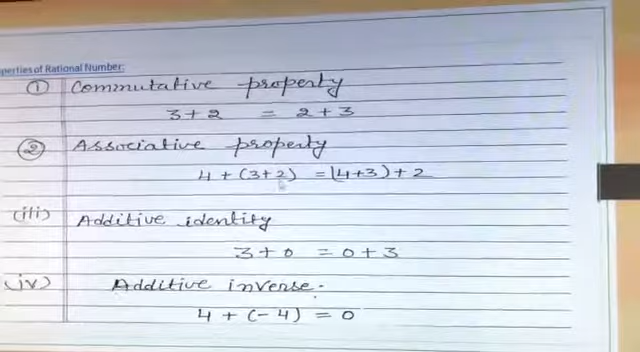 perties of Rational Number:
① Commutative property
3+2 = 2+3
② Associative property
4+(3+2) = (4+3)+2
(iii) Additive identity
3+0 = 0+3
(iv) Additive inverse.
4+(-4) = 0